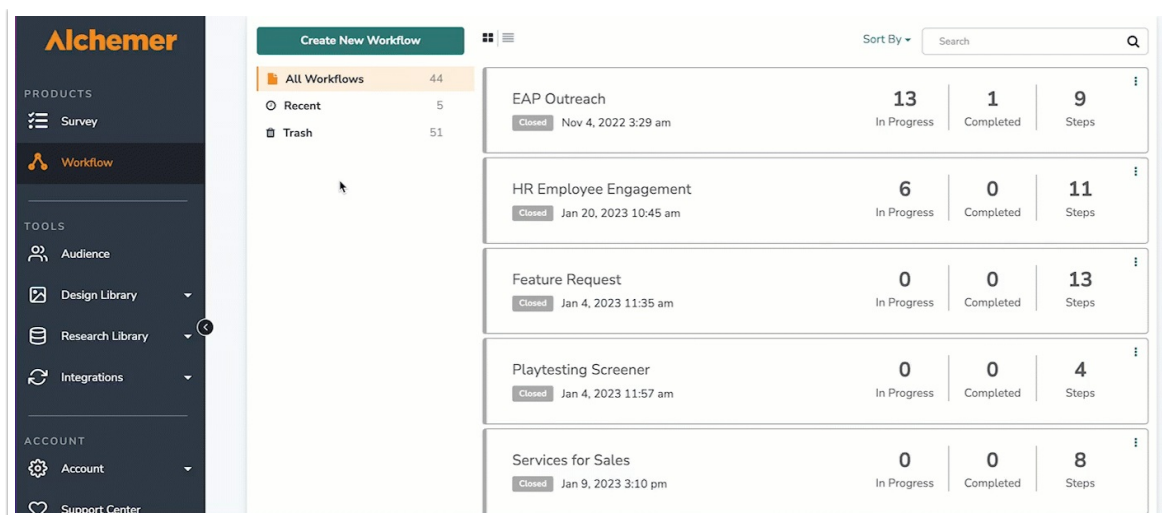 Alchemer
PRODUCTS
Survey
Workflow
TOOLS
Audience
Design Library
Research Library
Integrations
ACCOUNT
Account
Support Center
Create New Workflow
All Workflows 44
Recent 5
Trash 51
Sort By
Search
EAP Outreach
Closed Nov 4, 2022 3:29 am
13 1 9
In Progress Completed Steps
HR Employee Engagement
Closed Jan 20, 2023 10:45 am
6 0 11
In Progress Completed Steps
Feature Request
Closed Jan 4, 2023 11:35 am
0 0 13
In Progress Completed Steps
Playtesting Screener
Closed Jan 4, 2023 11:57 am
0 0 4
In Progress Completed Steps
Services for Sales
Closed Jan 9, 2023 3:10 pm
0 0 8
In Progress Completed Steps